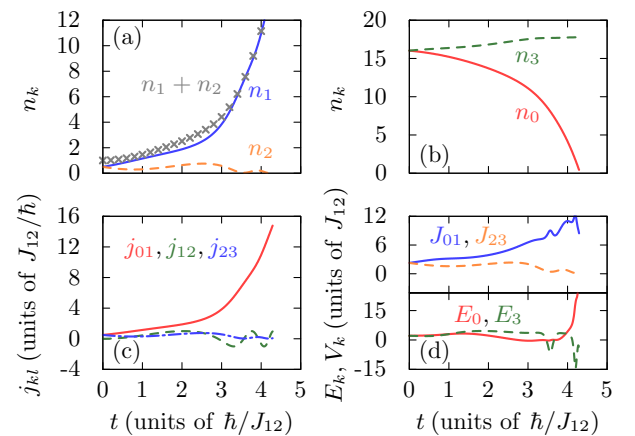 12
10
8
6
4
2
0
n_k
(a)
n_1 + n_2
n_1
n_2
20
15
10
5
0
n_k
n_3
n_0
(b)
16
12
8
4
0
-4
j_{kl} (units of J_{12}/ħ)
j_{01}, j_{12}, j_{23}
(c)
0 1 2 3 4 5
t (units of ħ/J_{12})
12
6
0
J_{01}, J_{23}
E_k, V_k (units of J_{12})
15
0
-15
E_0, E_3
(d)
0 1 2 3 4 5
t (units of ħ/J_{12})